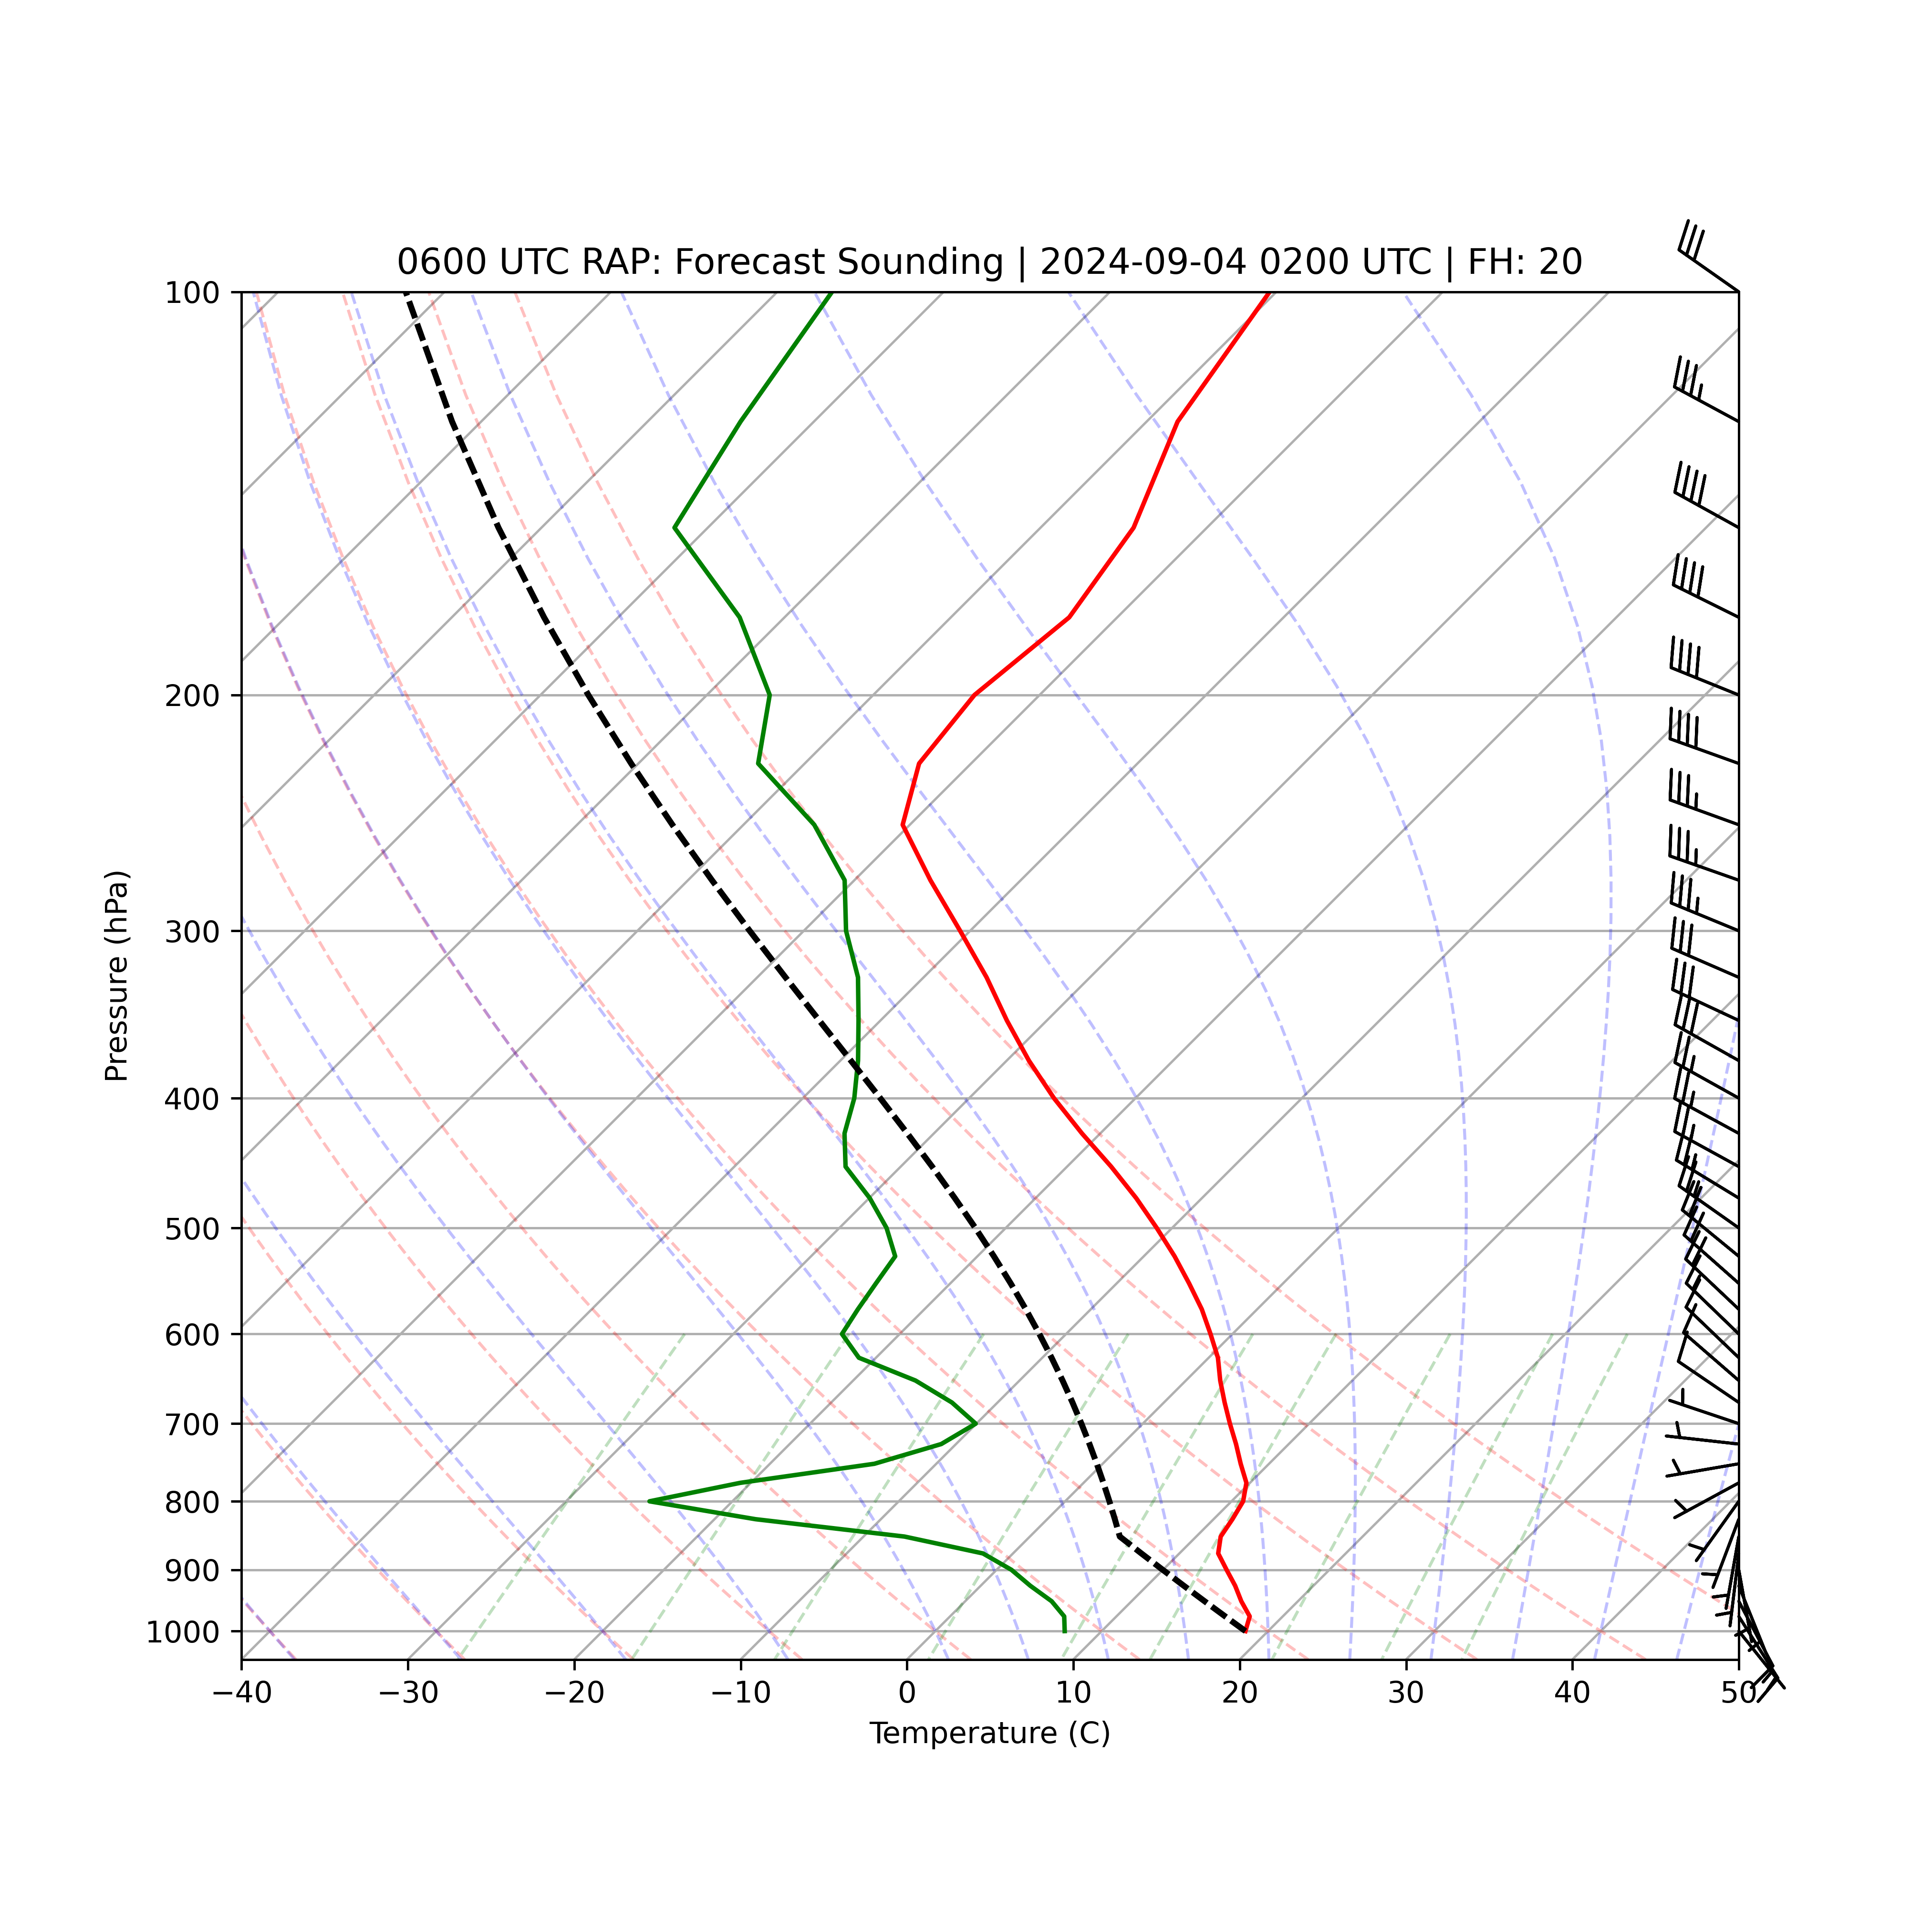 0600 UTC RAP: Forecast Sounding | 2024-09-04 0200 UTC | FH: 20
100
200
300
400
500
600
700
800
900
1000
Pressure (hPa)
−40 −30 −20 −10 0 10 20 30 40 50
Temperature (C)